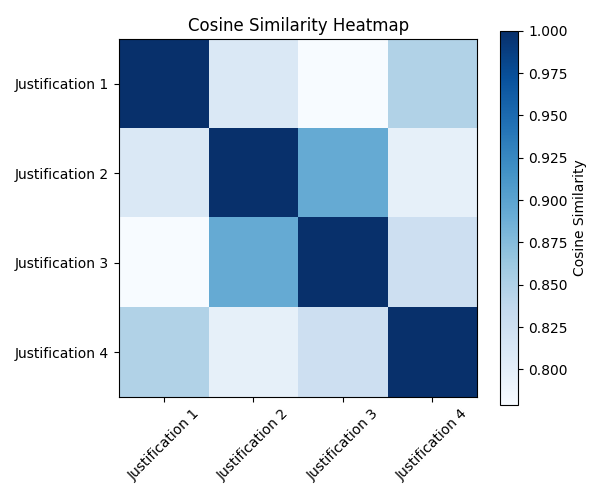 Cosine Similarity Heatmap
Justification 1
Justification 2
Justification 3
Justification 4
Justification 1
Justification 2
Justification 3
Justification 4
1.000
0.975
0.950
0.925
0.900
0.875
0.850
0.825
0.800
Cosine Similarity